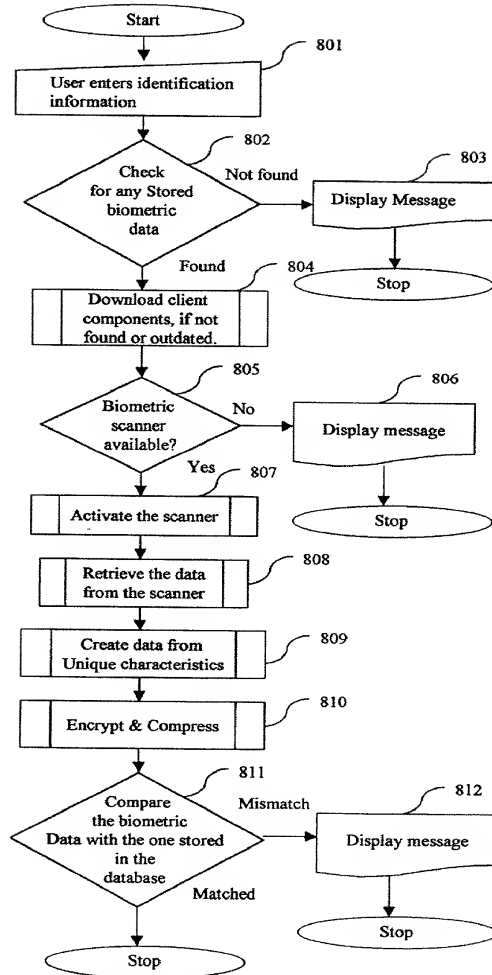 Start
801
User enters identification
information
802
Check
for any Stored
biometric
data
Not found
803
Display Message
Stop
Found
804
Download client
components, if not
found or outdated.
805
Biometric
scanner
available?
No
806
Display message
Stop
Yes
807
Activate the scanner
Retrieve the data
from the scanner
808
Create data from
Unique characteristics
809
Encrypt & Compress
810
811
Compare
the biometric
Data with the one stored
in the
database
Mismatch
812
Display message
Stop
Matched
Stop